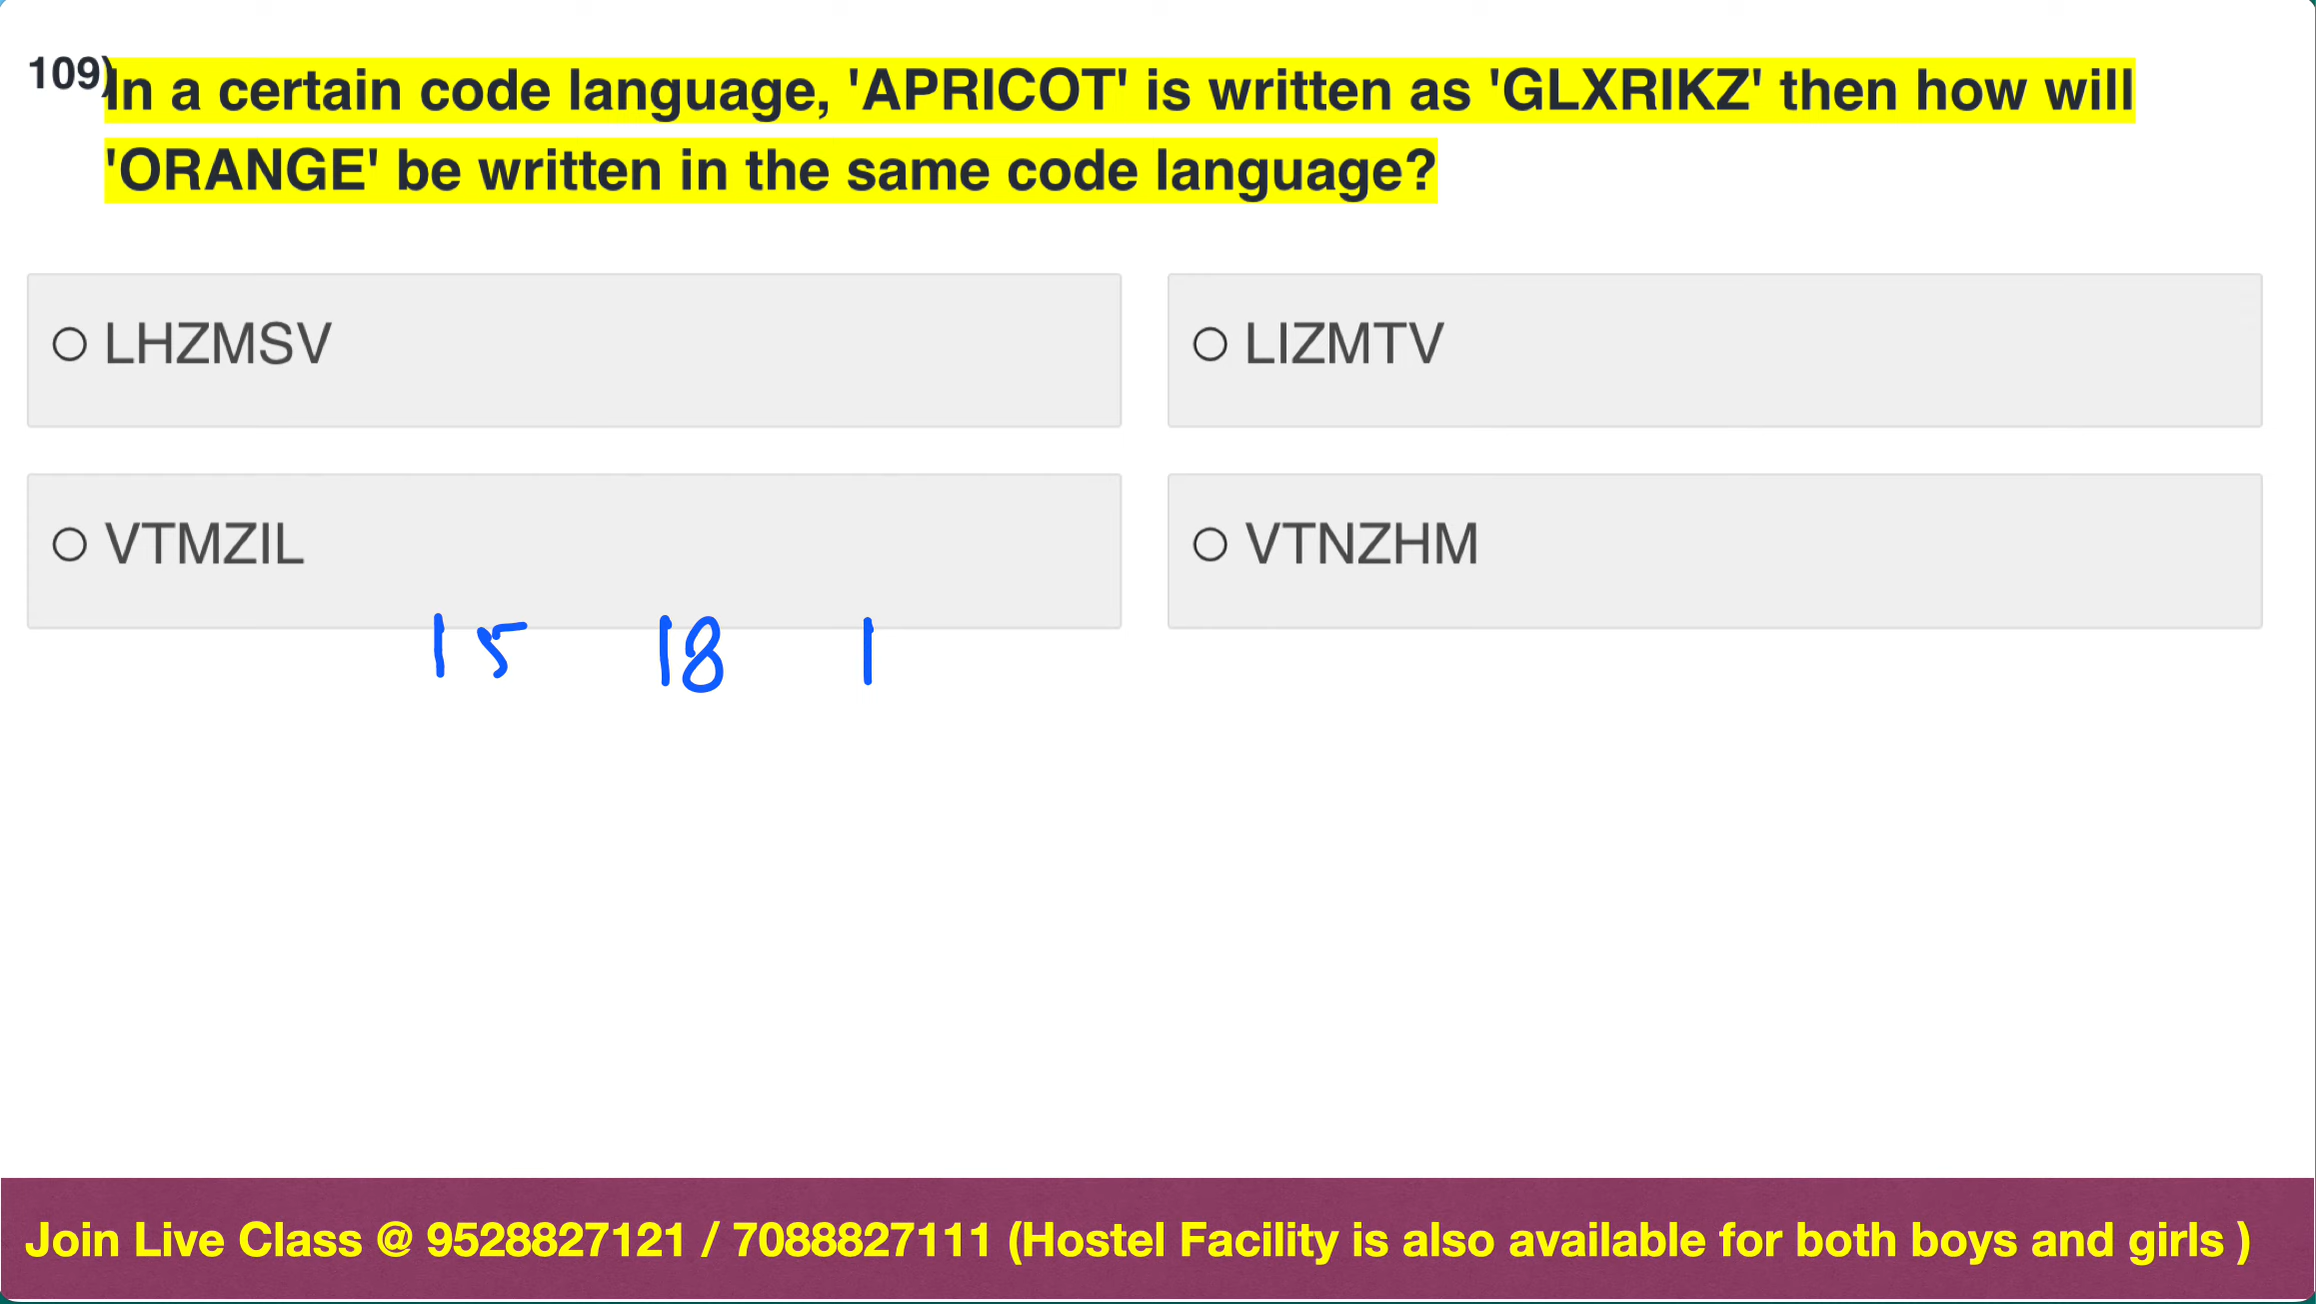 109) In a certain code language, 'APRICOT' is written as 'GLXRIKZ' then how will
'ORANGE' be written in the same code language?
LHZMSV
LIZMTV
VTMZIL
VTNZHM
15 18 1
Join Live Class @ 9528827121 / 7088827111 (Hostel Facility is also available for both boys and girls )